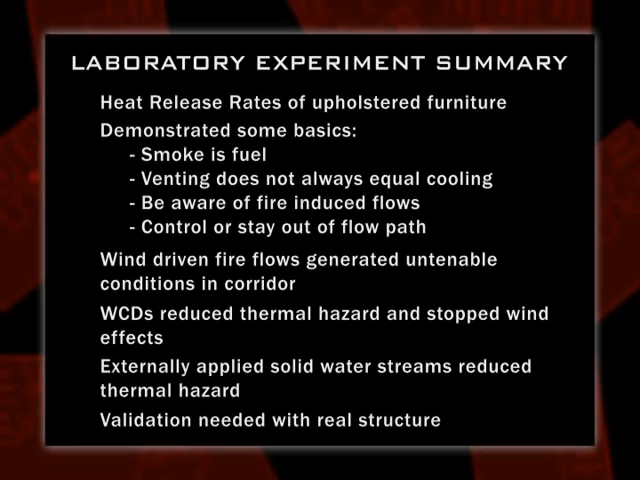 LABORATORY EXPERIMENT SUMMARY
Heat Release Rates of upholstered furniture
Demonstrated some basics:
- Smoke is fuel
- Venting does not always equal cooling
- Be aware of fire induced flows
- Control or stay out of flow path
Wind driven fire flows generated untenable
conditions in corridor
WCDs reduced thermal hazard and stopped wind
effects
Externally applied solid water streams reduced
thermal hazard
Validation needed with real structure